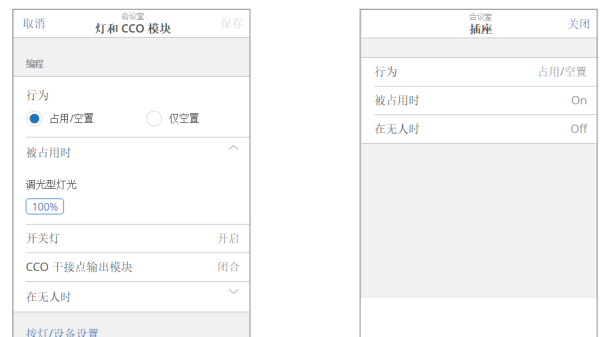 取消
会议室
灯和 CCO 模块
保存
编程
行为
占用/空置
仅空置
被占用时
调光型灯光
100%
开关灯
开启
CCO 干接点输出模块
闭合
在无人时
按灯/设备设置
会议室
插座
关闭
行为
占用/空置
被占用时
On
在无人时
Off